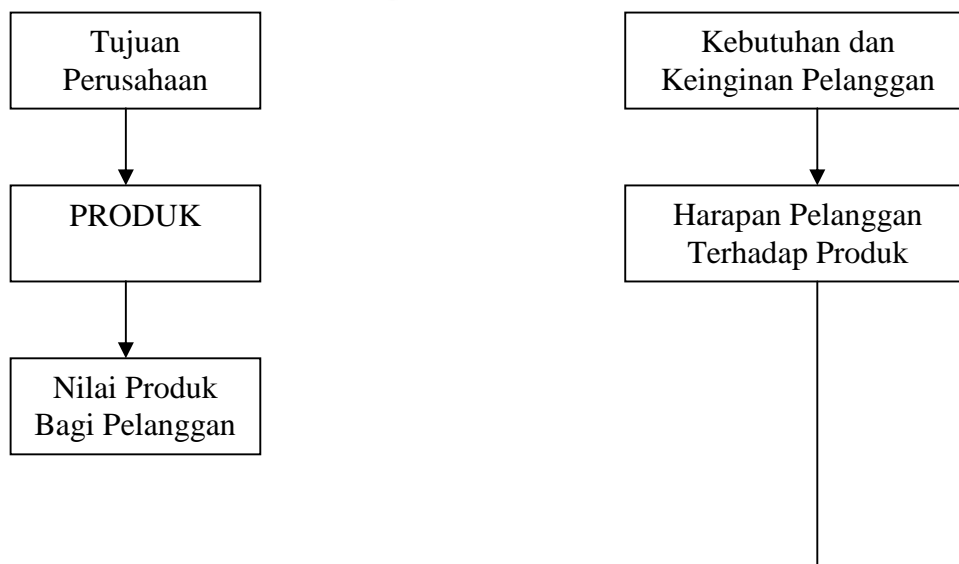 Tujuan
Perusahaan
Kebutuhan dan
Keinginan Pelanggan
PRODUK
Harapan Pelanggan
Terhadap Produk
Nilai Produk
Bagi Pelanggan